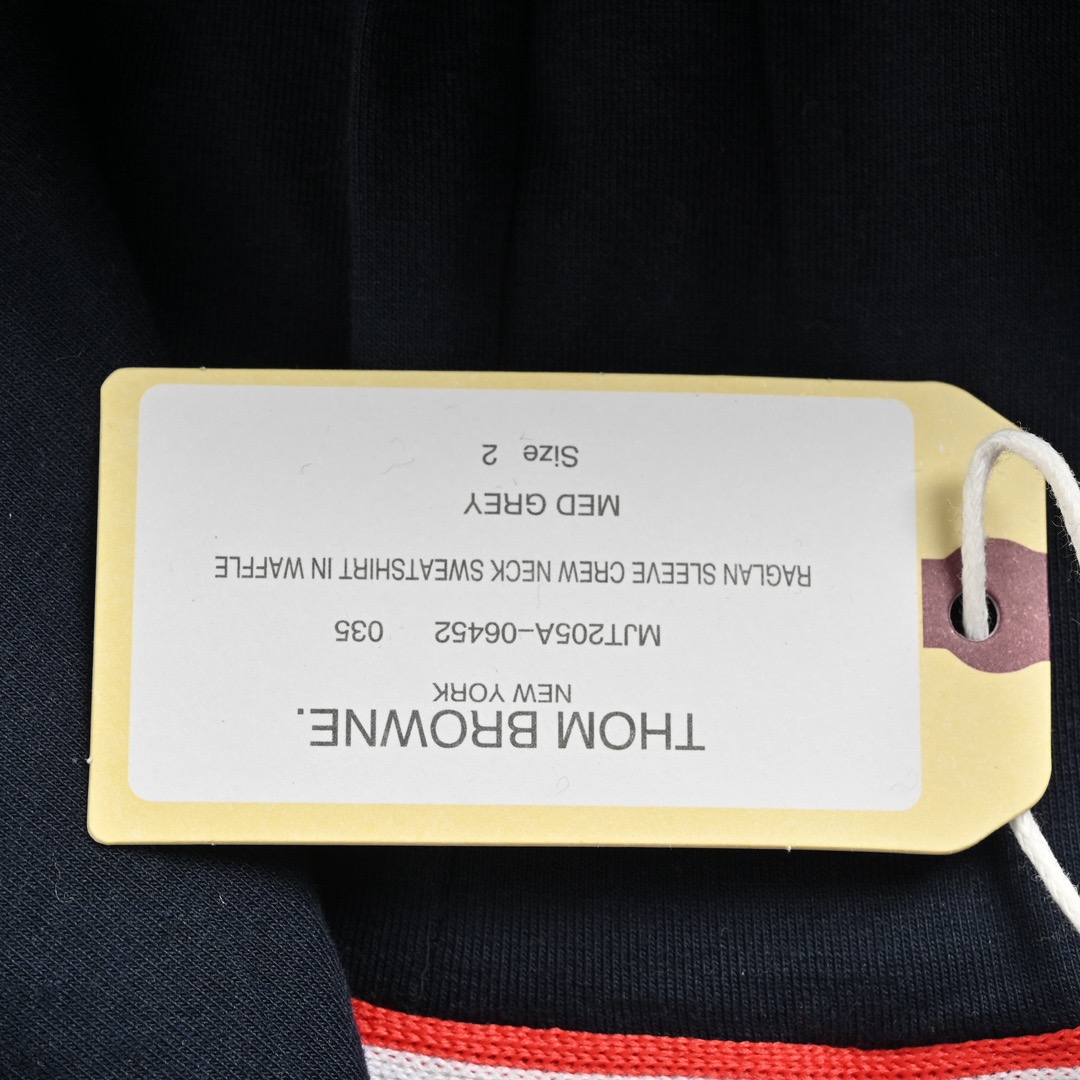 THOM BROWNE.
NEW YORK
MJT205A-06452 035
RAGLAN SLEEVE CREW NECK SWEATSHIRT IN WAFFLE
MED GREY
Size 2